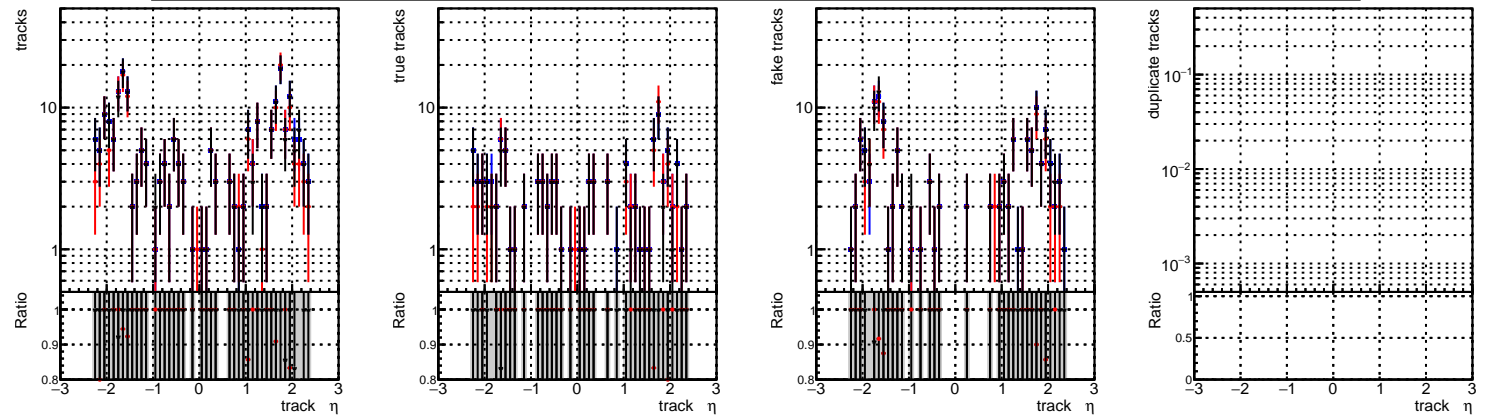 tracks
10
1
Ratio
1
0.9
0.8
−3 −2 −1 0 1 2 3
track η
true tracks
10
1
Ratio
1
0.9
0.8
−3 −2 −1 0 1 2 3
track η
fake tracks
10
1
Ratio
1
0.9
0.8
−3 −2 −1 0 1 2 3
track η
duplicate tracks
10⁻¹
10⁻²
10⁻³
Ratio
1
0.5
0
−3 −2 −1 0 1 2 3
track η